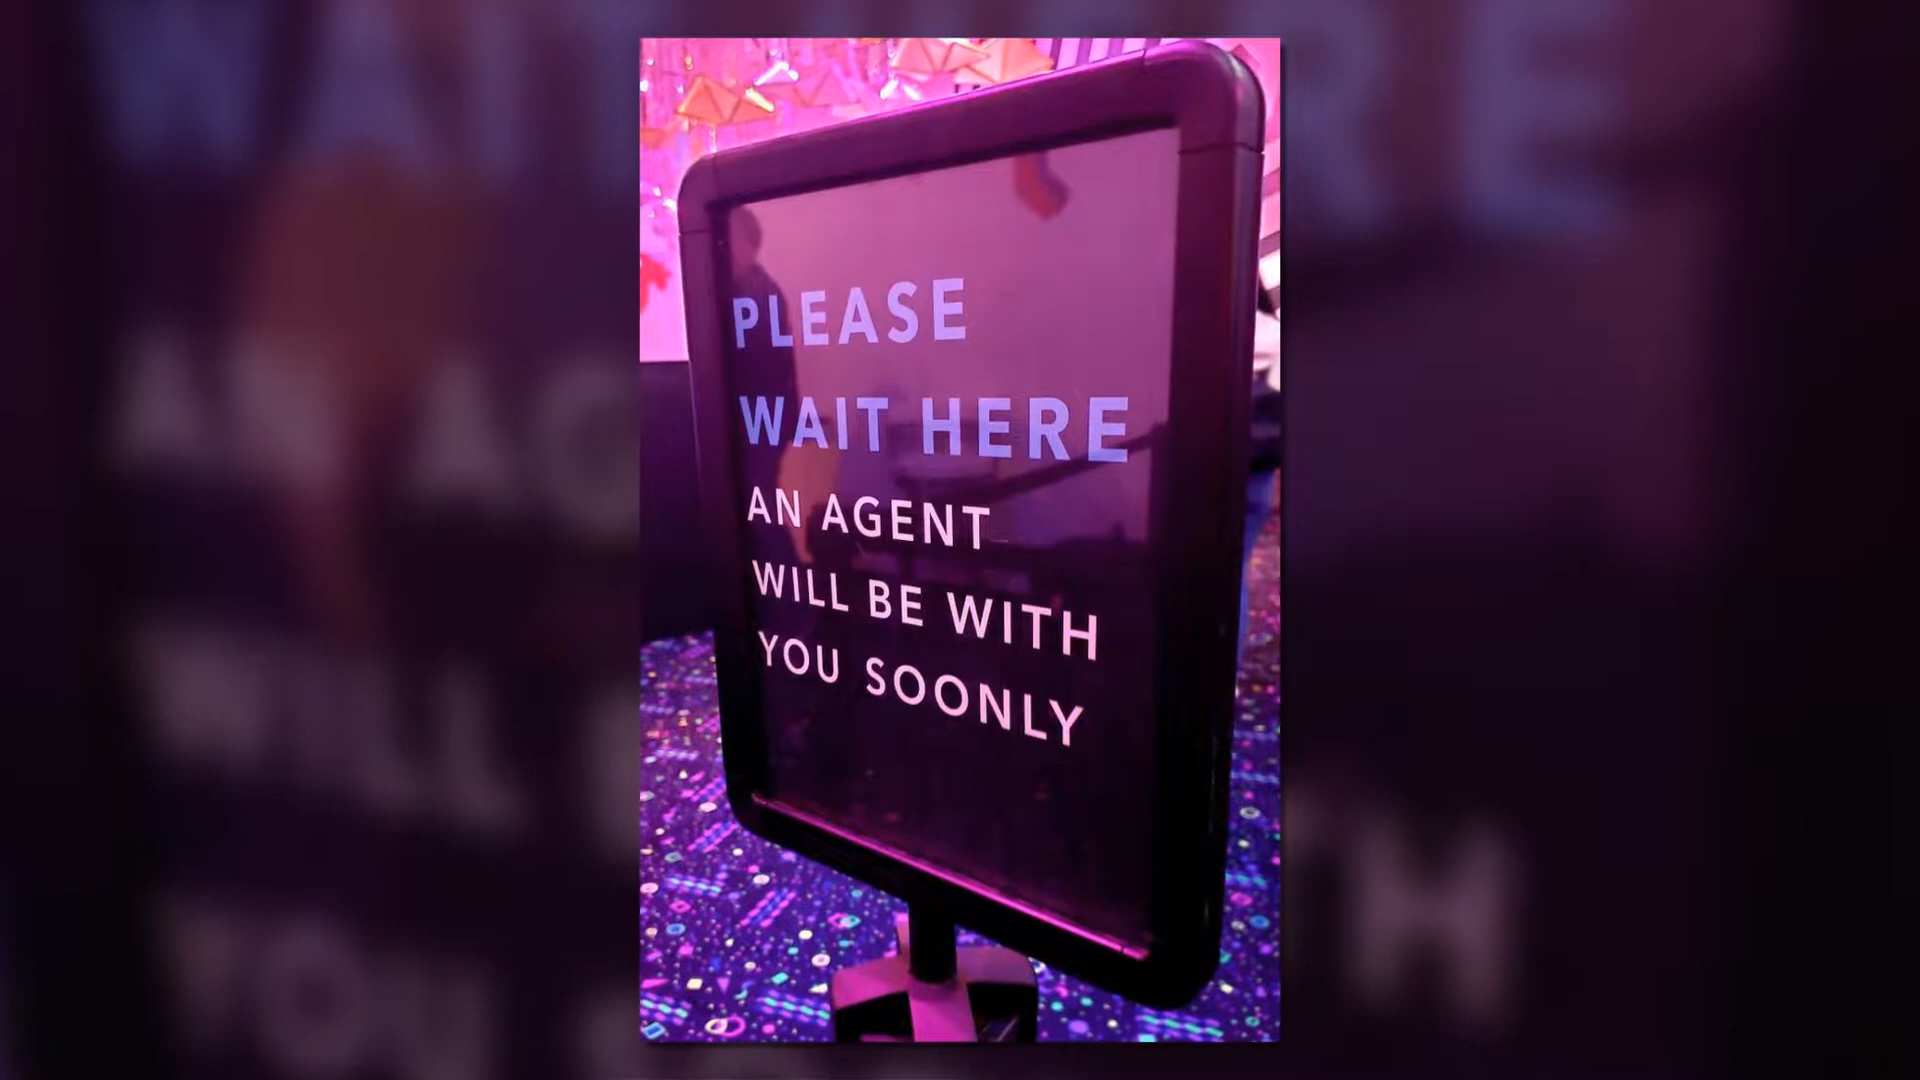 PLEASE
WAIT HERE
AN AGENT
WILL BE WITH
YOU SOONLY